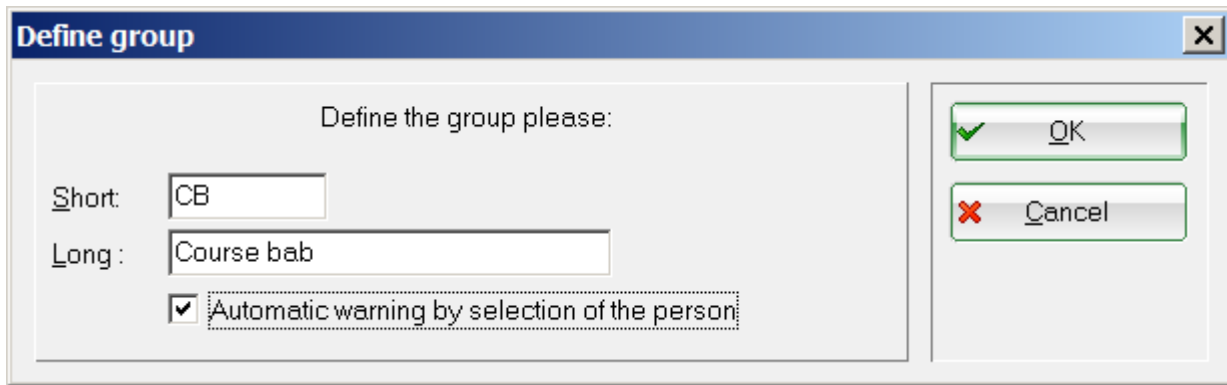 Define group
Define the group please:
Short: CB
Long : Course bab
Automatic warning by selection of the person
OK
Cancel